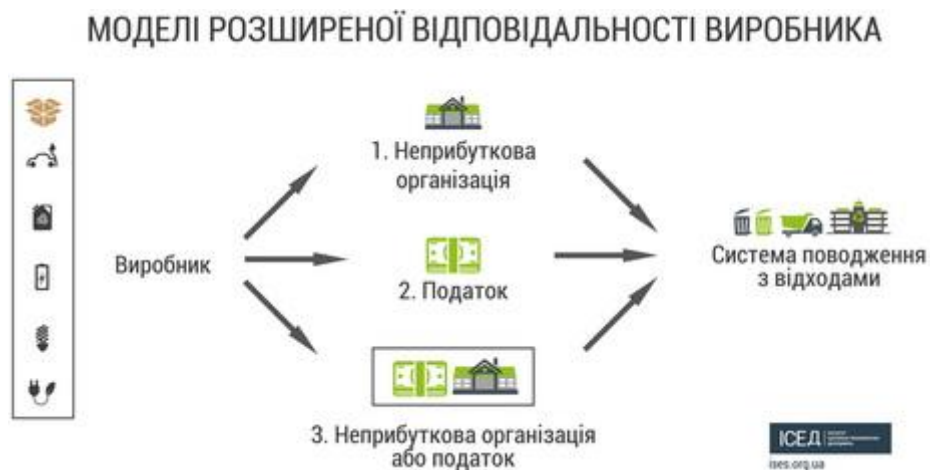 МОДЕЛІ РОЗШИРЕНОЇ ВІДПОВІДАЛЬНОСТІ ВИРОБНИКА
1. Неприбуткова
організація
Виробник
2. Податок
Система поводження
з відходами
3. Неприбуткова організація
або податок
ІСЕД
ises.org.ua